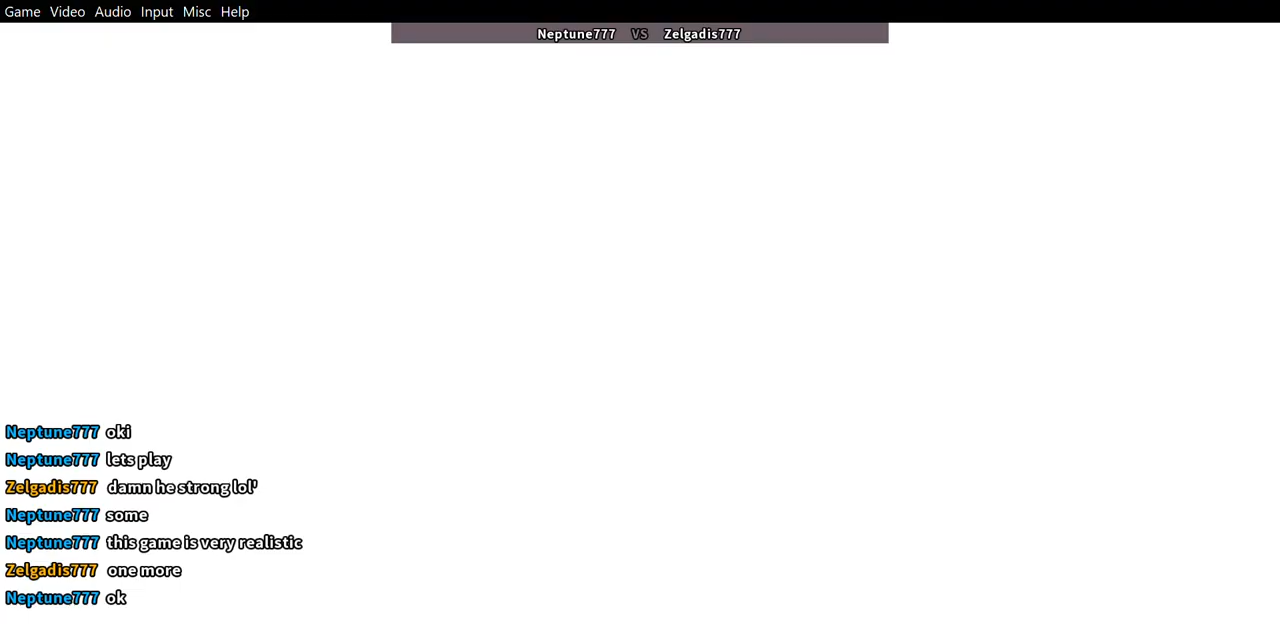 Game Video Audio Input Misc Help
Neptune777 VS Zelgadis777
Neptune777 oki
Neptune777 lets play
Zelgadis777 damn he strong lol'
Neptune777 some
Neptune777 this game is very realistic
Zelgadis777 one more
Neptune777 ok